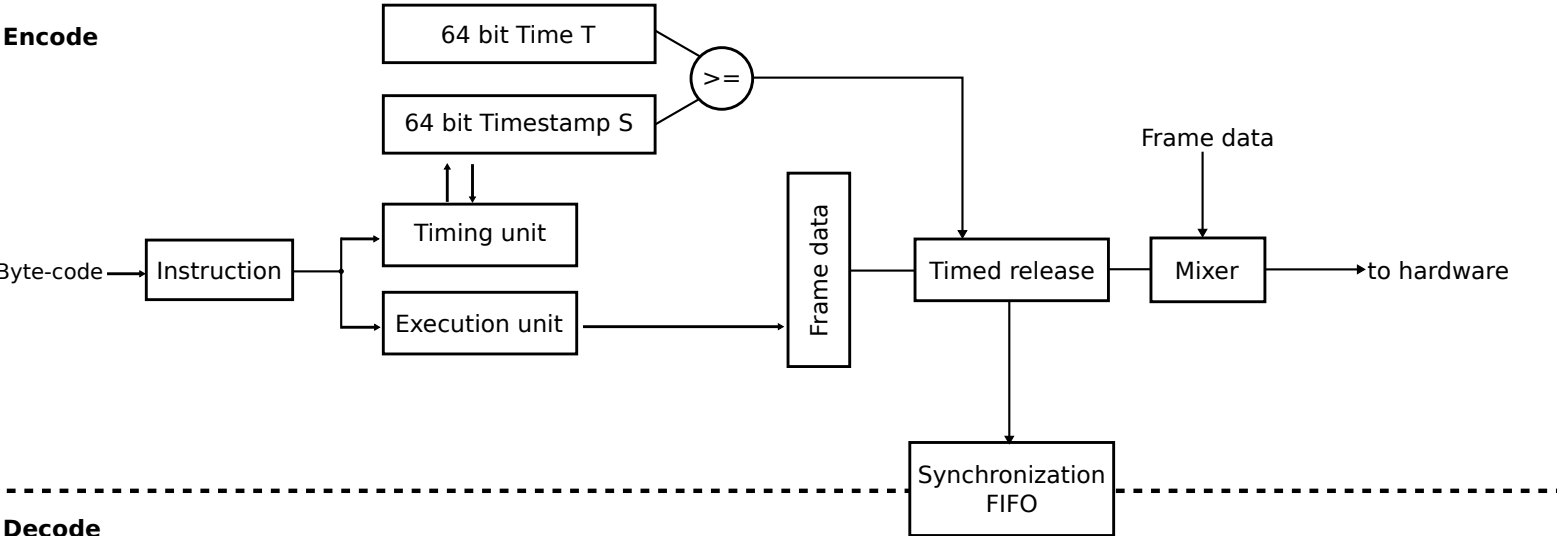 Encode
64 bit Time T
>=
64 bit Timestamp S
Frame data
Timing unit
Frame data
Byte-code
Instruction
Timed release
Mixer
to hardware
Execution unit
Synchronization
FIFO
Decode